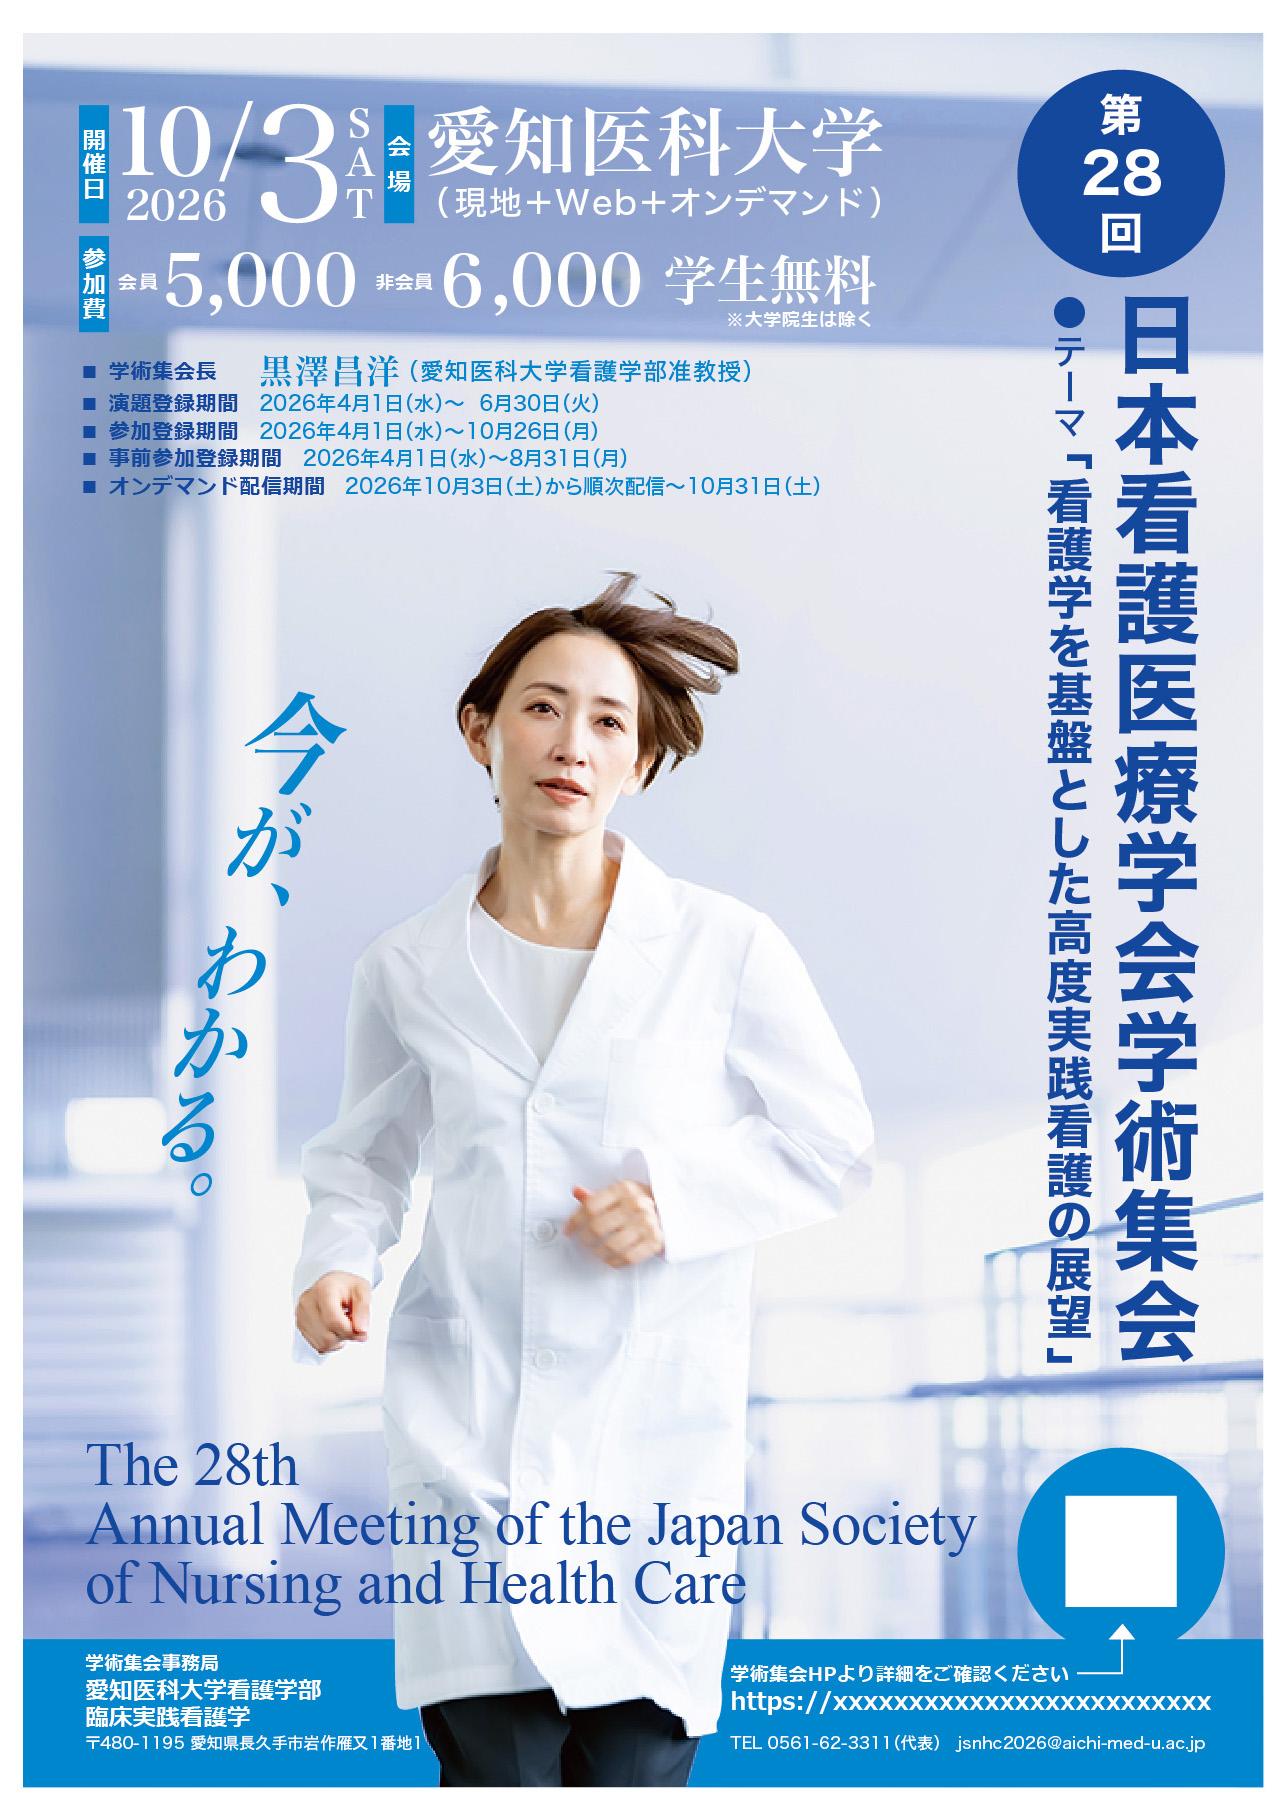 第
28
回
日本看護医療学会学術集会
●テーマ「看護学を基盤とした高度実践看護の展望」
開催日
10/3
SAT
2026
会場
愛知医科大学
（現地＋Web＋オンデマンド）
参加費
会員 5,000 非会員 6,000 学生無料
※大学院生は除く
■ 学術集会長 黒澤昌洋（愛知医科大学看護学部准教授）
■ 演題登録期間 2026年4月1日(水)〜 6月30日(火)
■ 参加登録期間 2026年4月1日(水)〜10月26日(月)
■ 事前参加登録期間 2026年4月1日(水)〜8月31日(月)
■ オンデマンド配信期間 2026年10月3日(土)から順次配信〜10月31日(土)
今が、わかる。
The 28th
Annual Meeting of the Japan Society
of Nursing and Health Care
学術集会事務局
愛知医科大学看護学部
臨床実践看護学
〒480-1195 愛知県長久手市岩作雁又1番地1
学術集会HPより詳細をご確認ください
https://xxxxxxxxxxxxxxxxxxxxxxxxx
TEL 0561-62-3311(代表) jsnhc2026@aichi-med-u.ac.jp